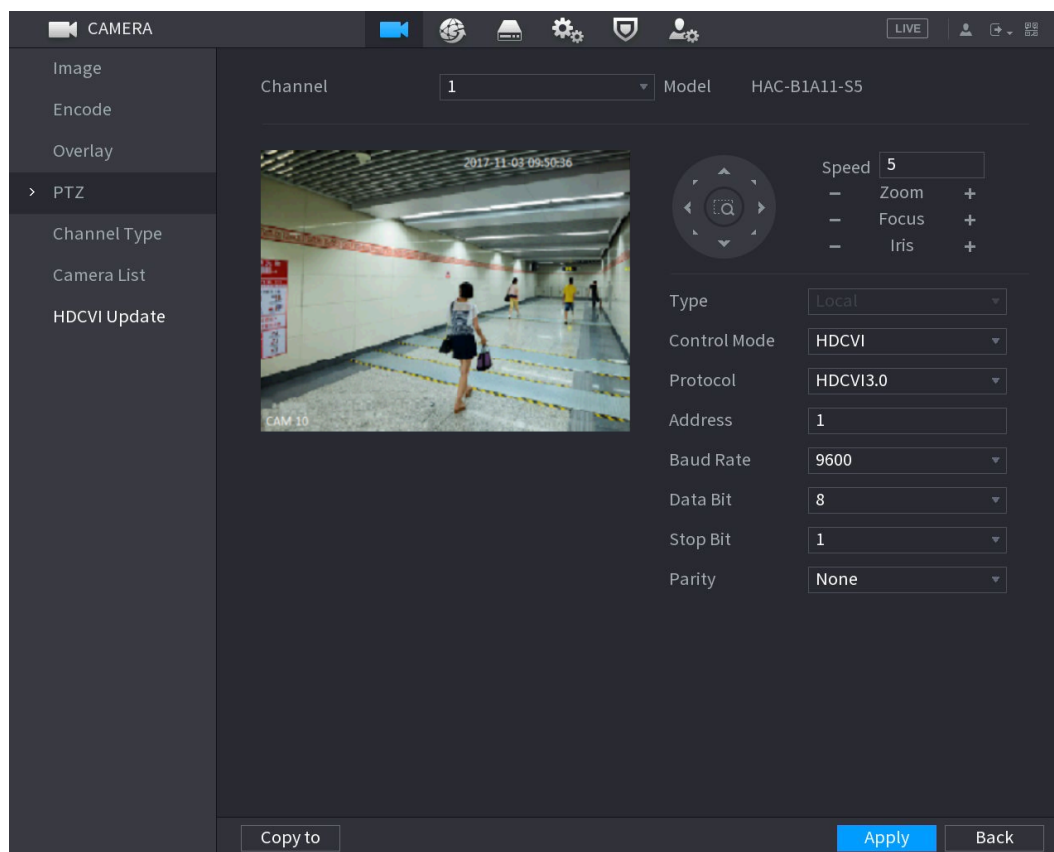 CAMERA
LIVE
Image
Encode
Overlay
> PTZ
Channel Type
Camera List
HDCVI Update
Channel 1 Model HAC-B1A11-S5
2017-11-03 09:50:36
CAM 10
Speed 5
− Zoom +
− Focus +
− Iris +
Type Local
Control Mode HDCVI
Protocol HDCVI3.0
Address 1
Baud Rate 9600
Data Bit 8
Stop Bit 1
Parity None
Copy to Apply Back